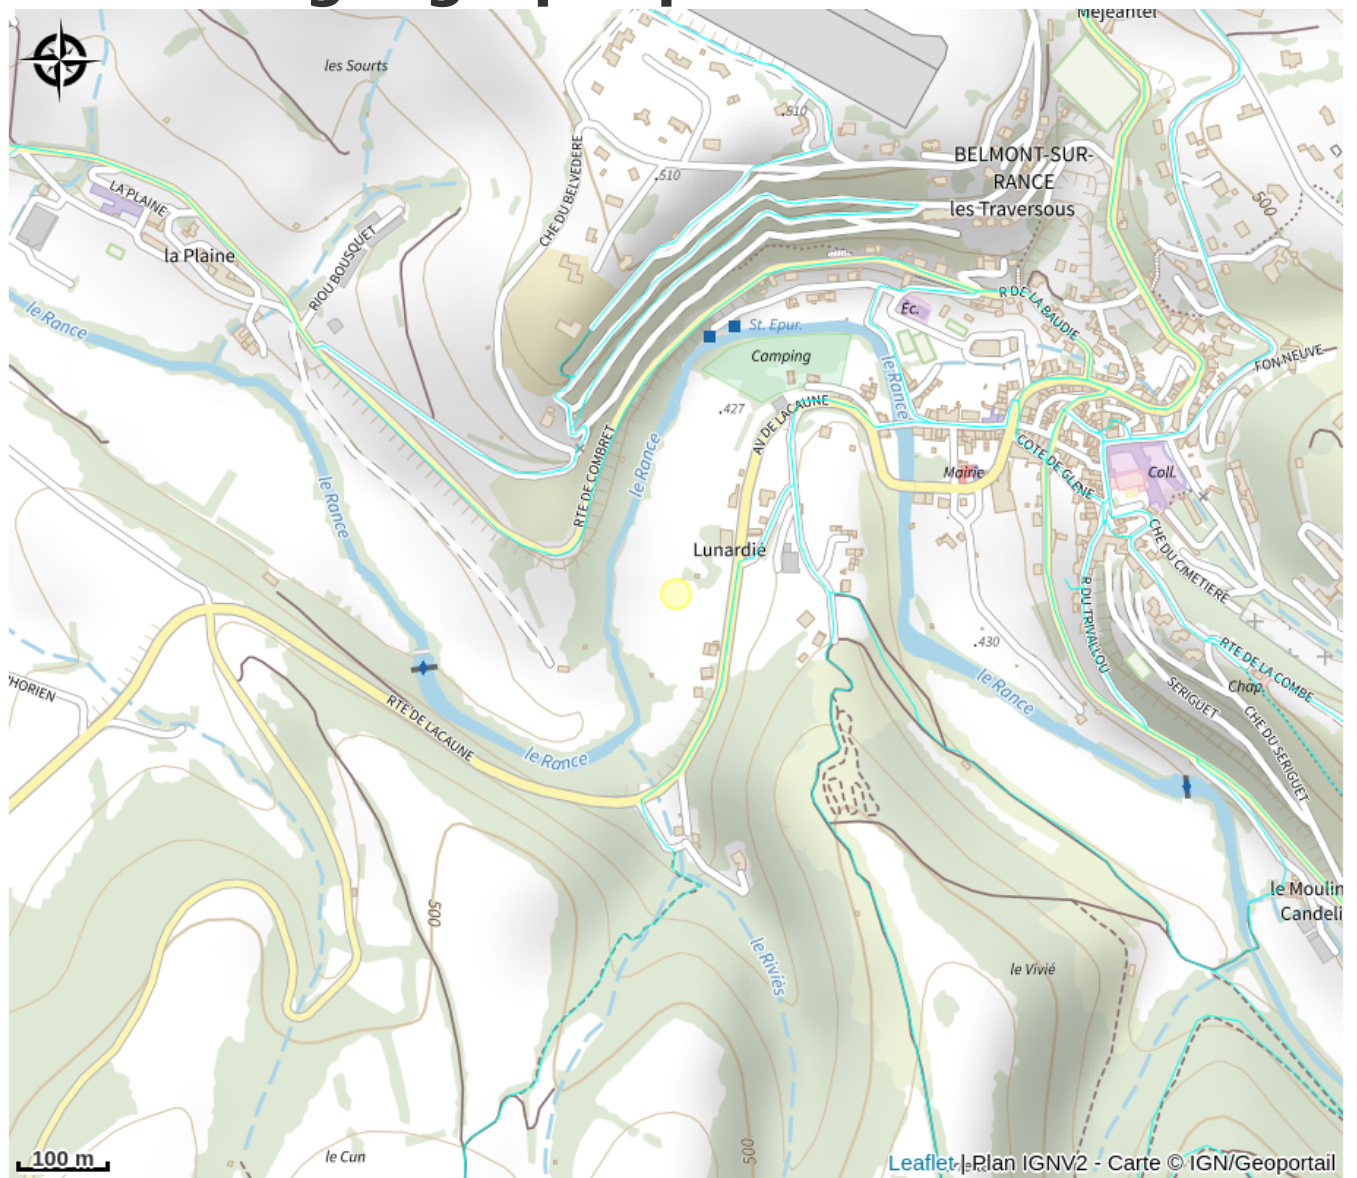 Mejeantel
les Sourts
.510
BELMONT-SUR-
RANCE
les Traversous
.510
CHE DU BELVEDERE
500
LA PLAINE
la Plaine
RIOU BOUSQUET
le Rance
R DE LA BAUDIE
Éc.
St. Epur.
Camping
FON-NEUVE
le Rance
.427
AV DE LACAUNE
RTE DE COMBRET
le Rance
COTE DE GLENE
Mairie
Coll.
le Rance
Lunardié
CHE DU CIMETIERE
R DU TRIVALLOU
.430
RTE DE LA COMBE
PHORIEN
le Rance
SERIGUET
Chap.
CHE DU SERIGUET
RTE DE LACAUNE
le Rance
le Moulin
Candeli
500
le Riviès
le Vivié
500
le Cun
100 m
Leaflet | Plan IGNV2 - Carte © IGN/Geoportail